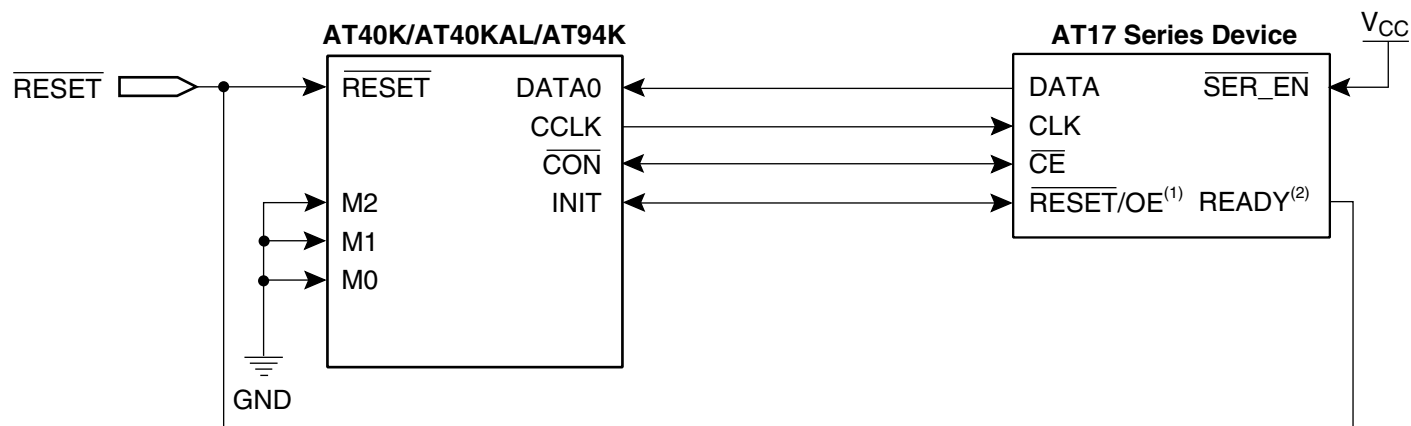 AT40K/AT40KAL/AT94K
AT17 Series Device
VCC
RESET
RESET
DATA0
DATA
SER_EN
CCLK
CLK
CON
CE
M2
INIT
RESET/OE(1)
READY(2)
M1
M0
GND